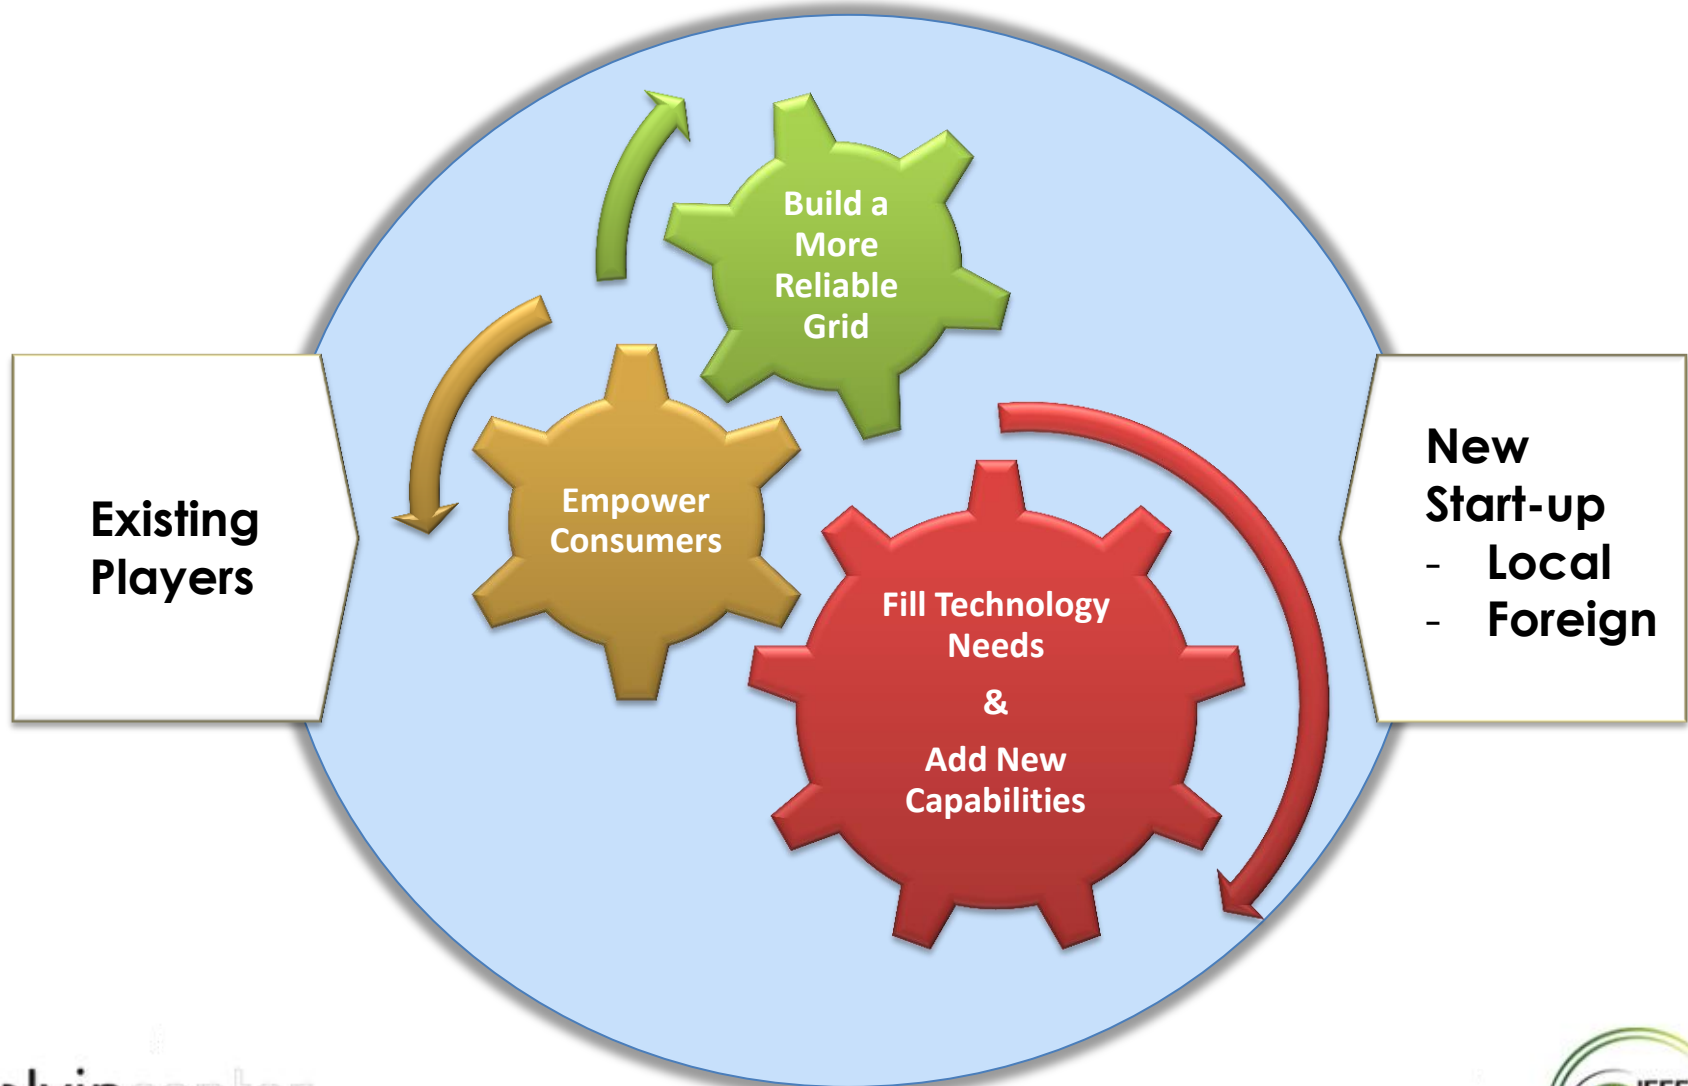 Build a
More
Reliable
Grid
Empower
Consumers
Fill Technology
Needs
&
Add New
Capabilities
Existing
Players
New
Start-up
- Local
- Foreign